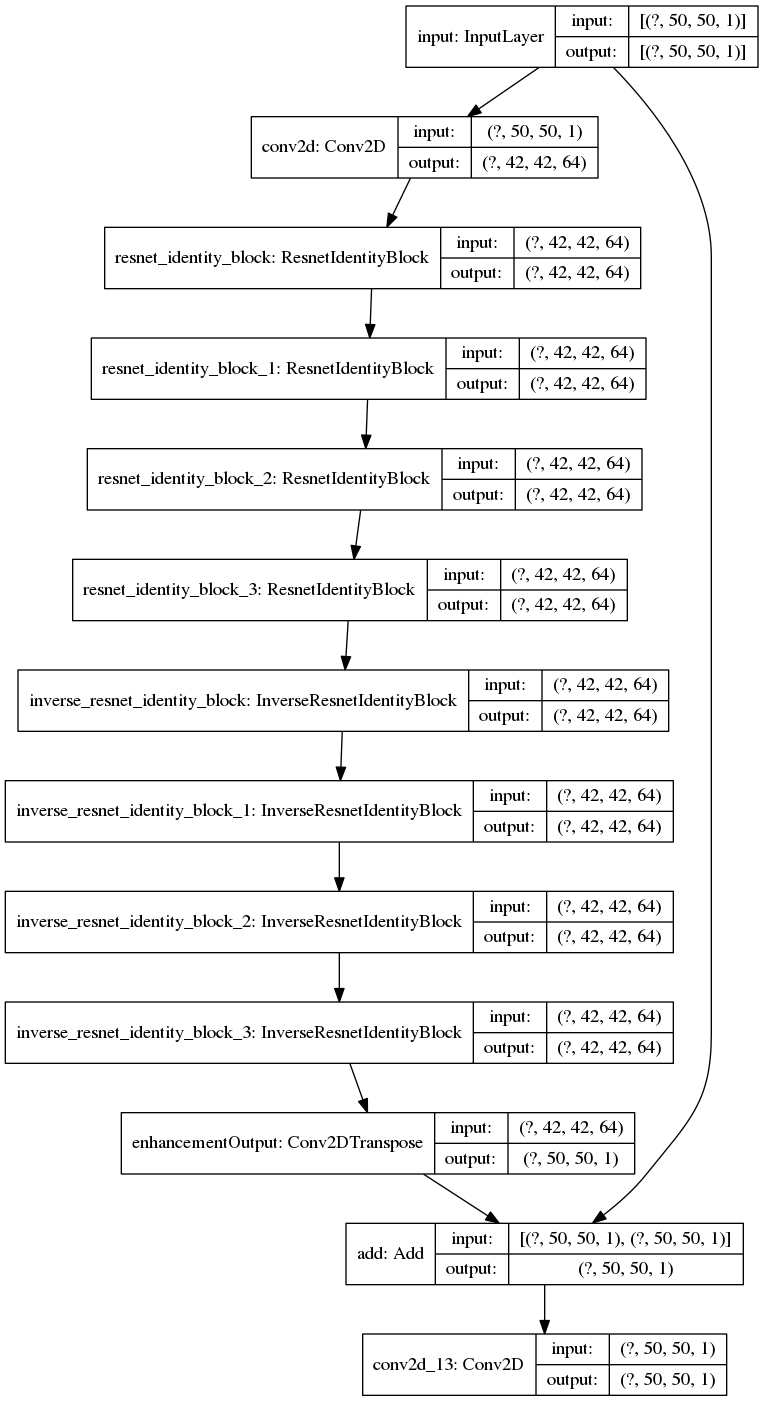 input: InputLayer
input: [(?, 50, 50, 1)]
output: [(?, 50, 50, 1)]
conv2d: Conv2D
input: (?, 50, 50, 1)
output: (?, 42, 42, 64)
resnet_identity_block: ResnetIdentityBlock
input: (?, 42, 42, 64)
output: (?, 42, 42, 64)
resnet_identity_block_1: ResnetIdentityBlock
input: (?, 42, 42, 64)
output: (?, 42, 42, 64)
resnet_identity_block_2: ResnetIdentityBlock
input: (?, 42, 42, 64)
output: (?, 42, 42, 64)
resnet_identity_block_3: ResnetIdentityBlock
input: (?, 42, 42, 64)
output: (?, 42, 42, 64)
inverse_resnet_identity_block: InverseResnetIdentityBlock
input: (?, 42, 42, 64)
output: (?, 42, 42, 64)
inverse_resnet_identity_block_1: InverseResnetIdentityBlock
input: (?, 42, 42, 64)
output: (?, 42, 42, 64)
inverse_resnet_identity_block_2: InverseResnetIdentityBlock
input: (?, 42, 42, 64)
output: (?, 42, 42, 64)
inverse_resnet_identity_block_3: InverseResnetIdentityBlock
input: (?, 42, 42, 64)
output: (?, 42, 42, 64)
enhancementOutput: Conv2DTranspose
input: (?, 42, 42, 64)
output: (?, 50, 50, 1)
add: Add
input: [(?, 50, 50, 1), (?, 50, 50, 1)]
output: (?, 50, 50, 1)
conv2d_13: Conv2D
input: (?, 50, 50, 1)
output: (?, 50, 50, 1)